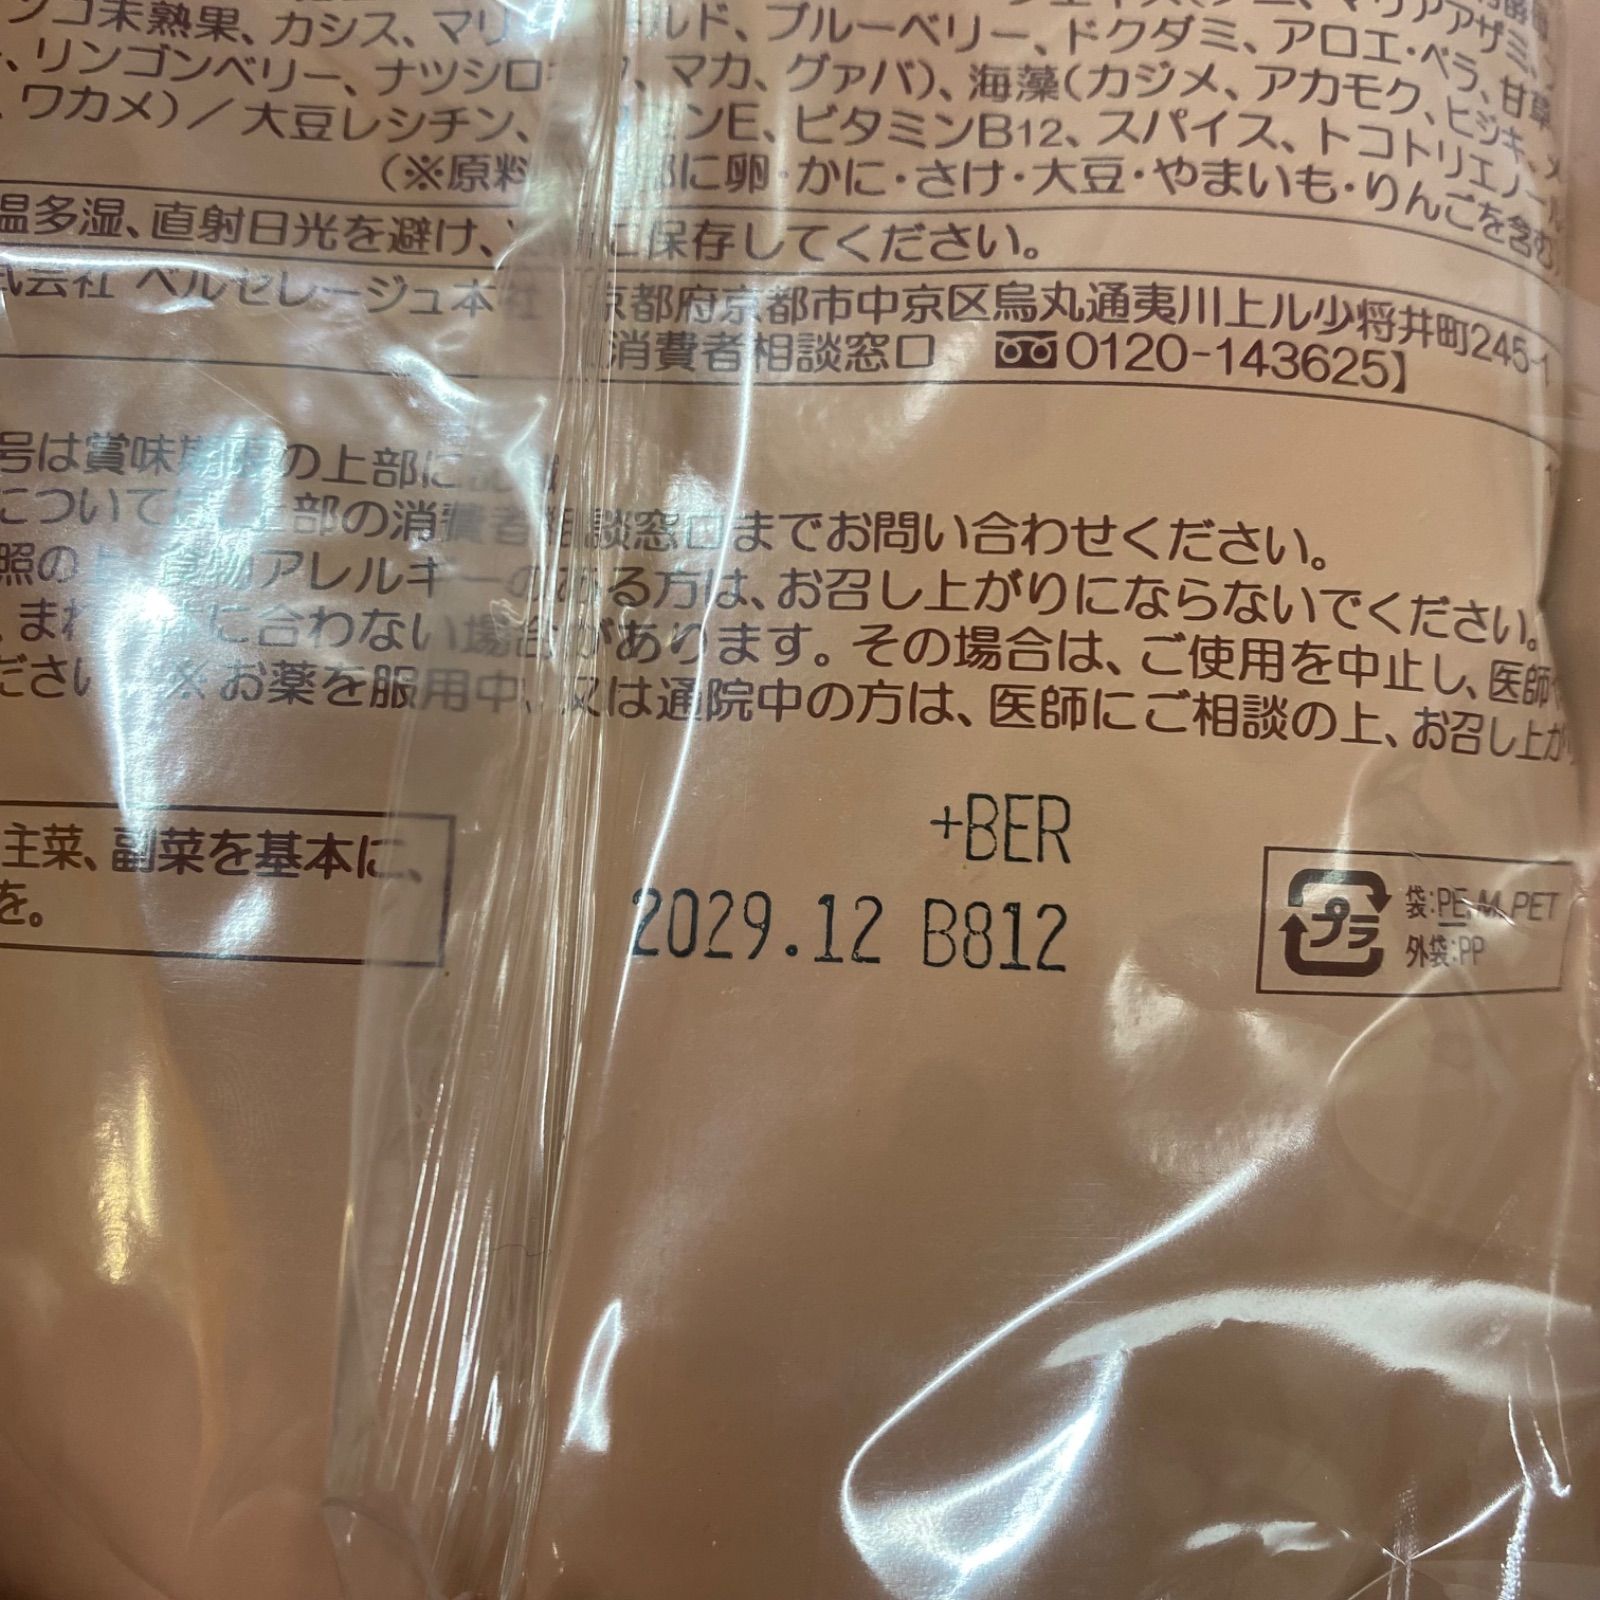 コ未熟果、カシス、マリ ールド、ブルーベリー、ドクダミ、アロエ・ベラ、甘草
、リンゴンベリー、ナツシロ 、マカ、グァバ）、海藻（カジメ、アカモク、ヒジキ、メ
、ワカメ）／大豆レシチン、 ミンE、ビタミンB12、スパイス、トコトリエノール
（※原料 部に卵・かに・さけ・大豆・やまいも・りんごを含む）
温多湿、直射日光を避け、 に保存してください。
式会社 ベルセレージュ本社 京都府京都市中京区烏丸通夷川上ル少将井町245-1
消費者相談窓口 0120-143625】
号は賞味期限の上部に記載
については上部の消費者相談窓口までお問い合わせください。
照の上、食物アレルギーのある方は、お召し上がりにならないでください。
、まれ に合わない場合があります。その場合は、ご使用を中止し、医師
ださい ※お薬を服用中、又は通院中の方は、医師にご相談の上、お召し上が
主菜、副菜を基本に、
を。
+BER
2029.12 B812
プラ
袋:PE, M, PET
外袋:PP